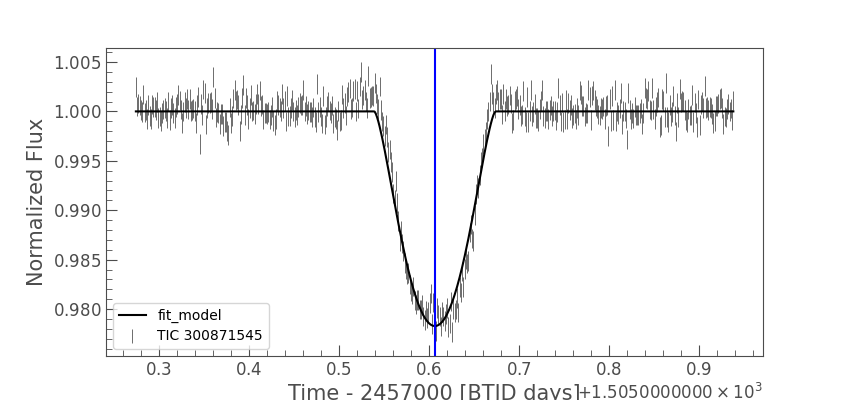 Normalized Flux
1.005
1.000
0.995
0.990
0.985
0.980
fit_model
TIC 300871545
0.3 0.4 0.5 0.6 0.7 0.8 0.9
Time - 2457000 [BTJD days]
+1.5050000000 × 10³